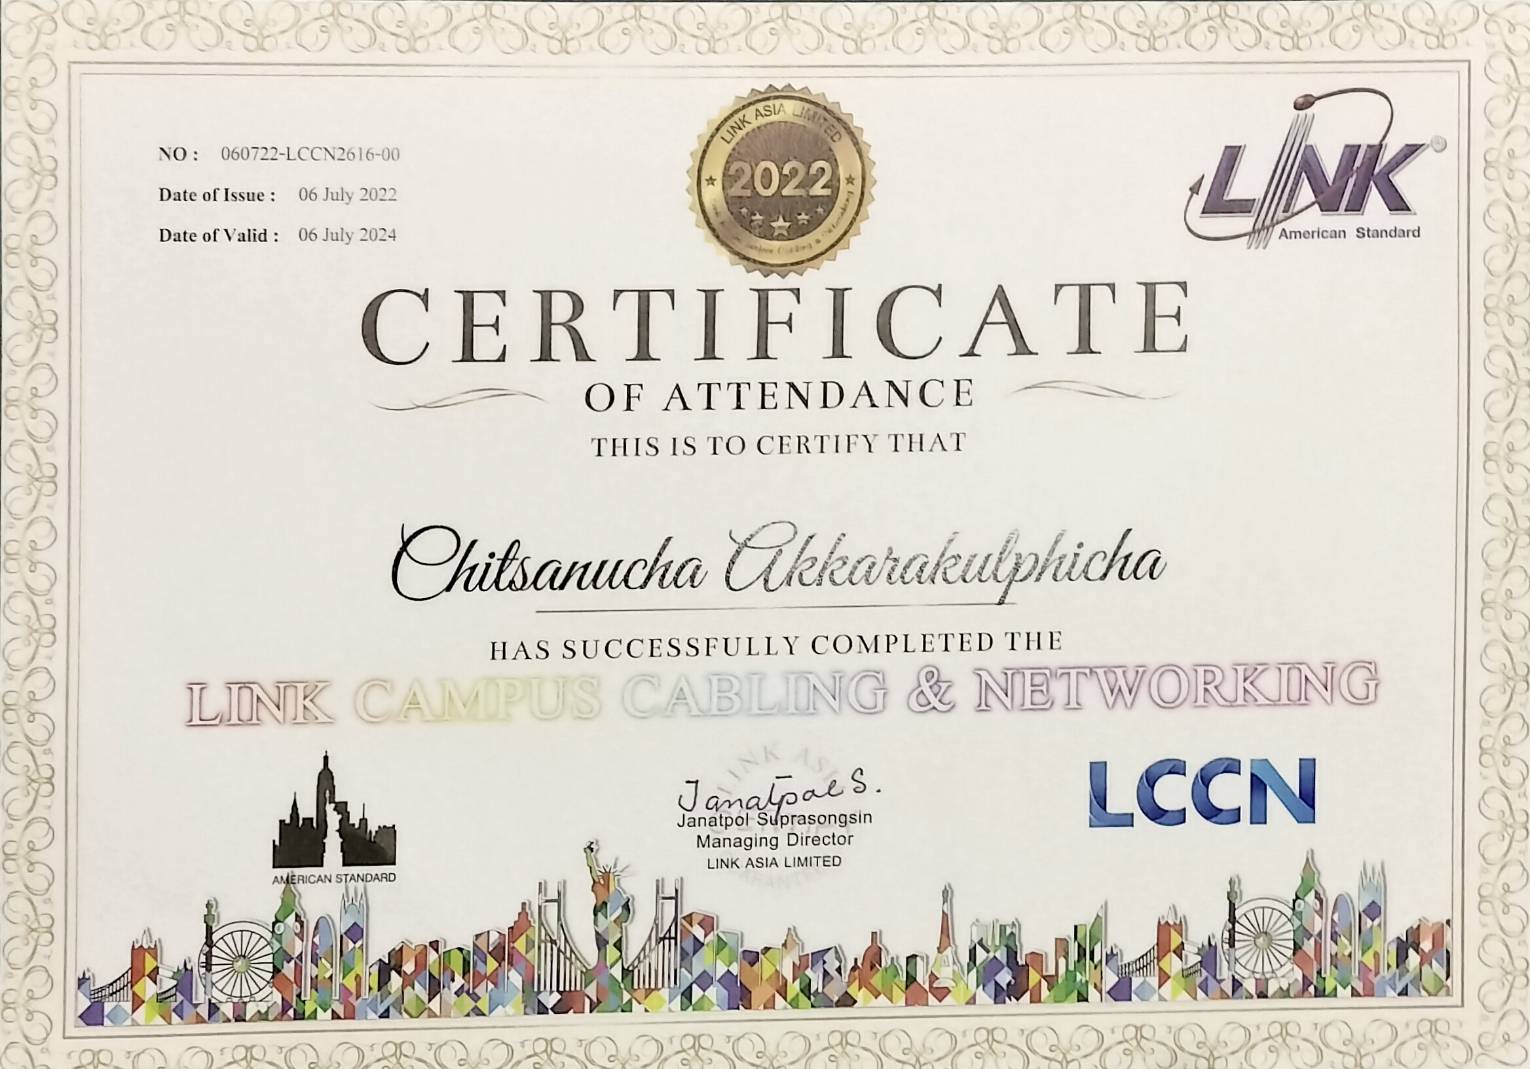 NO : 060722-LCCN2616-00
Date of Issue : 06 July 2022
Date of Valid : 06 July 2024
LINK ASIA LIMITED
2022
LINK®
American Standard
CERTIFICATE
OF ATTENDANCE
THIS IS TO CERTIFY THAT
Chitsanucha Akkarakulphicha
HAS SUCCESSFULLY COMPLETED THE
LINK CAMPUS CABLING & NETWORKING
AMERICAN STANDARD
LINK ASIA
Janatpol S.
Janatpol Suprasongsin
Managing Director
LINK ASIA LIMITED
LCCN